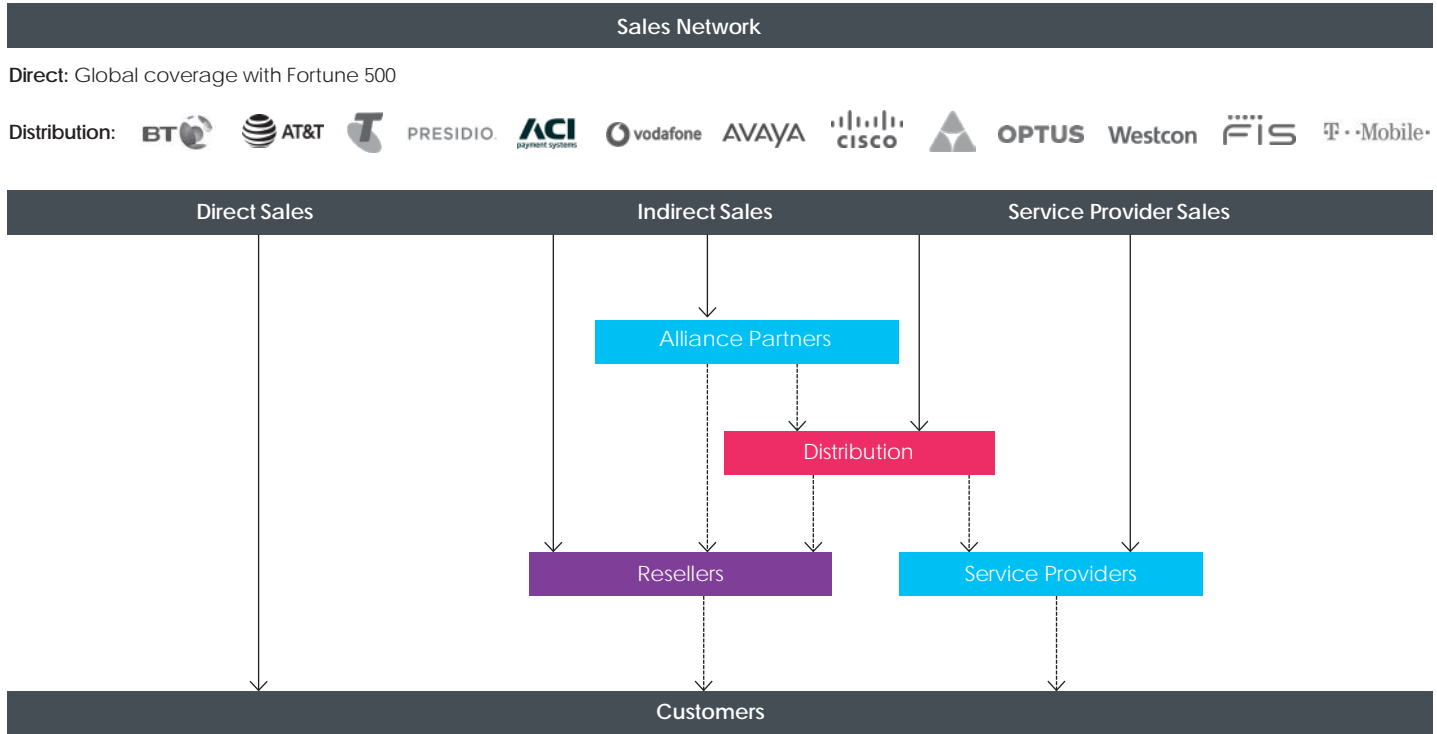 Sales Network
Direct: Global coverage with Fortune 500
Distribution: BT AT&T T PRESIDIO. ACI payment systems vodafone AVAYA CISCO OPTUS Westcon FIS T··Mobile·
Direct Sales Indirect Sales Service Provider Sales
Alliance Partners
Distribution
Resellers Service Providers
Customers